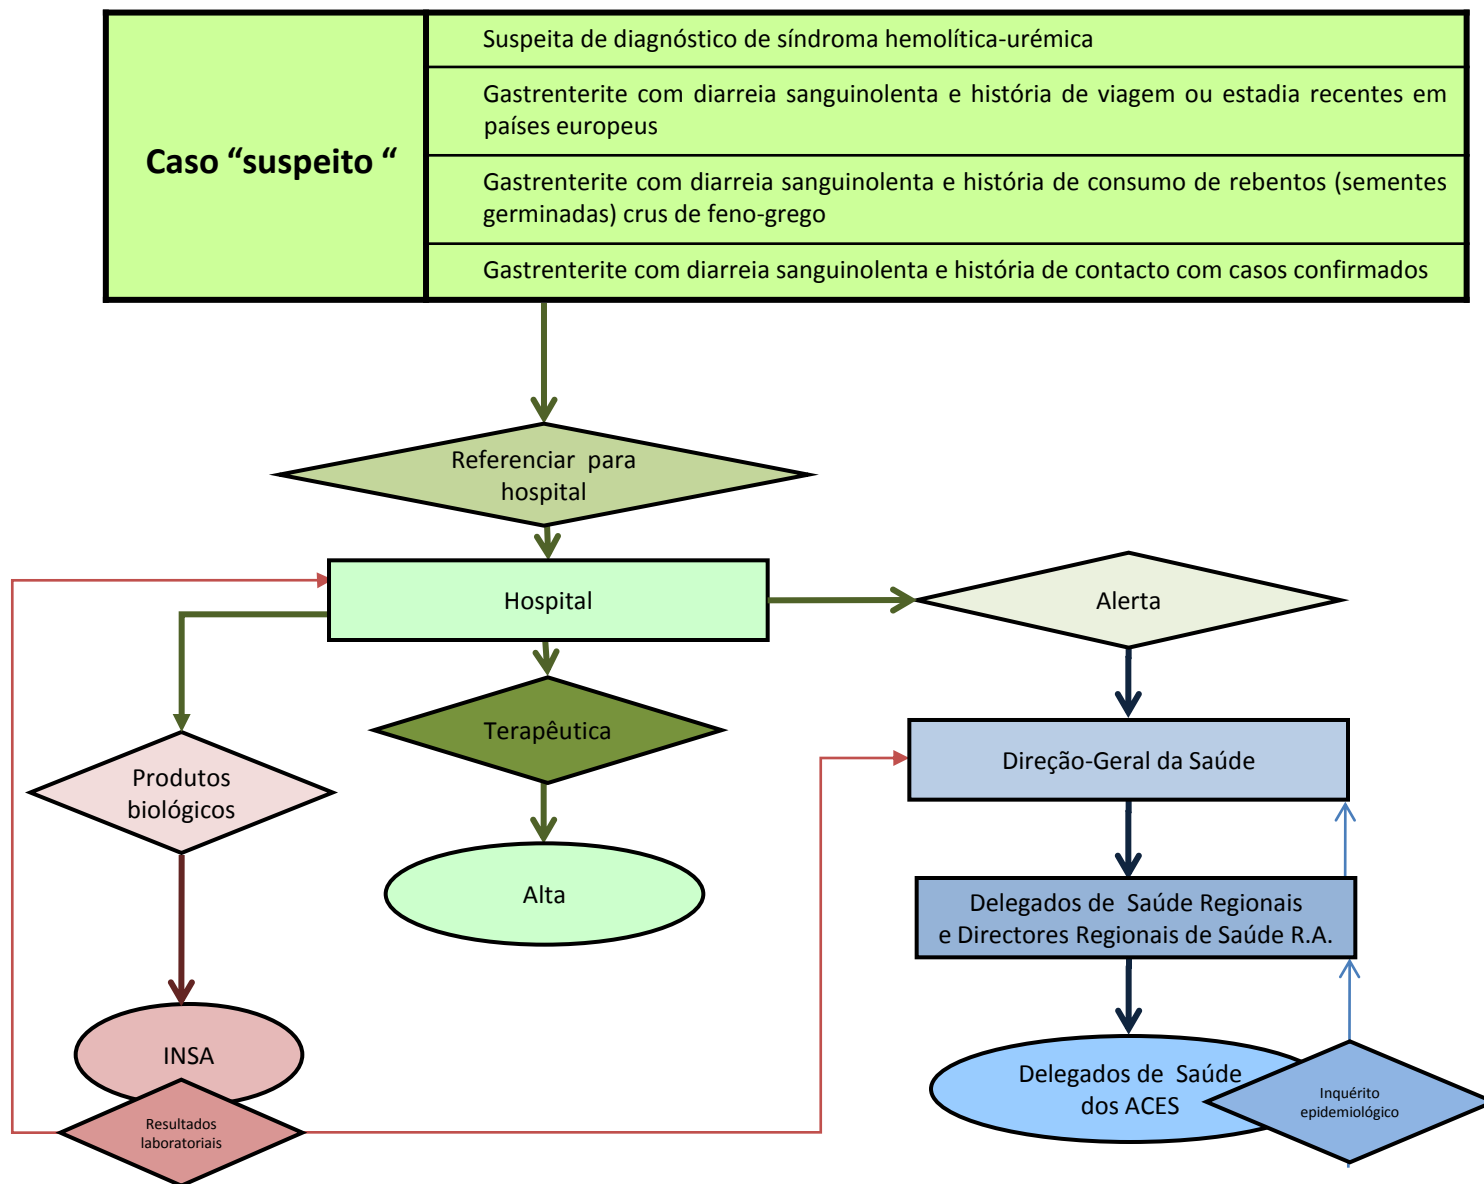 Suspeita de diagnóstico de síndroma hemolítica-urémica
Gastrenterite com diarreia sanguinolenta e história de viagem ou estadia recentes em
países europeus
Caso “suspeito “
Gastrenterite com diarreia sanguinolenta e história de consumo de rebentos (sementes
germinadas) crus de feno-grego
Gastrenterite com diarreia sanguinolenta e história de contacto com casos confirmados
Referenciar para
hospital
Hospital
Alerta
Terapêutica
Produtos
biológicos
Direção-Geral da Saúde
Alta
Delegados de Saúde Regionais
e Directores Regionais de Saúde R.A.
INSA
Delegados de Saúde
dos ACES
Inquérito
epidemiológico
Resultados
laboratoriais